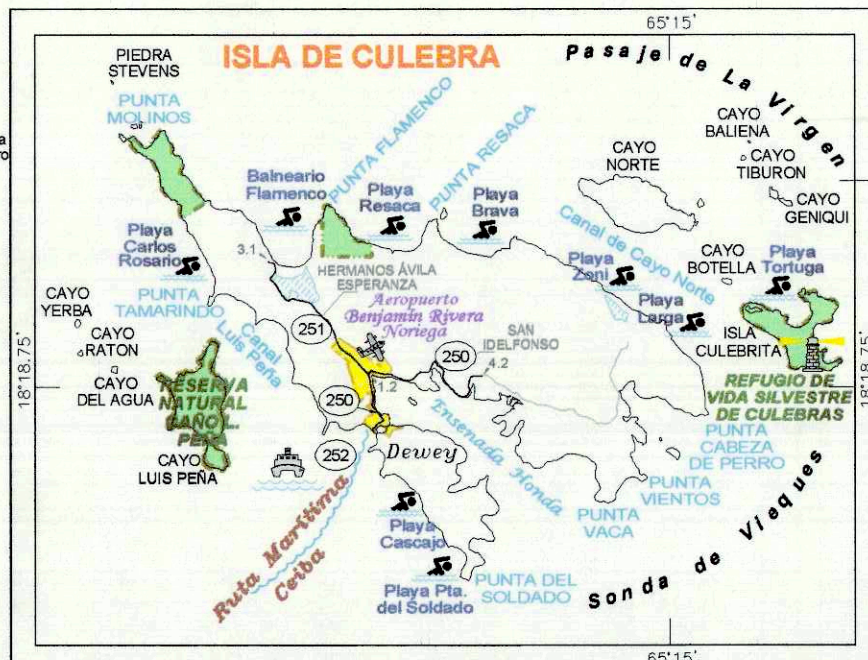 65°15'
ISLA DE CULEBRA
Pasaje de La Virgen
PIEDRA
STEVENS
PUNTA
MOLINOS
PUNTA FLAMENCO
PUNTA RESACA
CAYO
BALIENA
CAYO
TIBURON
CAYO
GENIQUI
CAYO
NORTE
Balneario
Flamenco
Playa
Resaca
Playa
Brava
Canal de Cayo Norte
Playa
Carlos
Rosario
3.1
Playa
Zoni
CAYO
BOTELLA
Playa
Tortuga
HERMANOS ÁVILA
ESPERANZA
PUNTA
TAMARINDO
Canal
Luis Peña
Aeropuerto
Benjamin Rivera
Noriega
Playa
Larga
ISLA
CULEBRITA
CAYO
YERBA
CAYO
RATON
CAYO
DEL AGUA
251
SAN
IDELFONSO
250
4.2
18°18.75'
18°18.75'
RESERVA
NATURAL
CAÑO L.
PEÑA
1.2
250
REFUGIO DE
VIDA SILVESTRE
DE CULEBRAS
Ensenada Honda
CAYO
LUIS PEÑA
252
Dewey
PUNTA
CABEZA
DE PERRO
PUNTA
VIENTOS
PUNTA
VACA
Ruta Marítima
Ceiba
Playa
Cascajo
Playa Pta.
del Soldado
PUNTA DEL
SOLDADO
Sonda de Vieques
65°15'